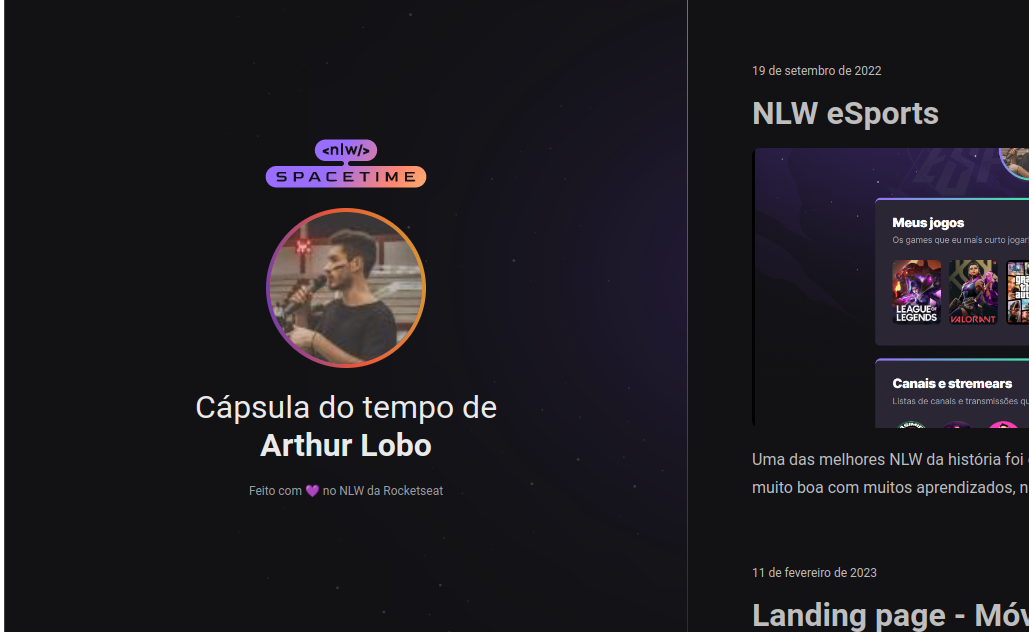 <nlw/>
SPACETIME
Cápsula do tempo de
Arthur Lobo
Feito com 💜 no NLW da Rocketseat
19 de setembro de 2022
NLW eSports
Meus jogos
Os games que eu mais curto jogar
LEAGUE OF
LEGENDS
VALORANT
Canais e stremears
Listas de canais e transmissões qu
Uma das melhores NLW da história foi
muito boa com muitos aprendizados, n
11 de fevereiro de 2023
Landing page - Móv